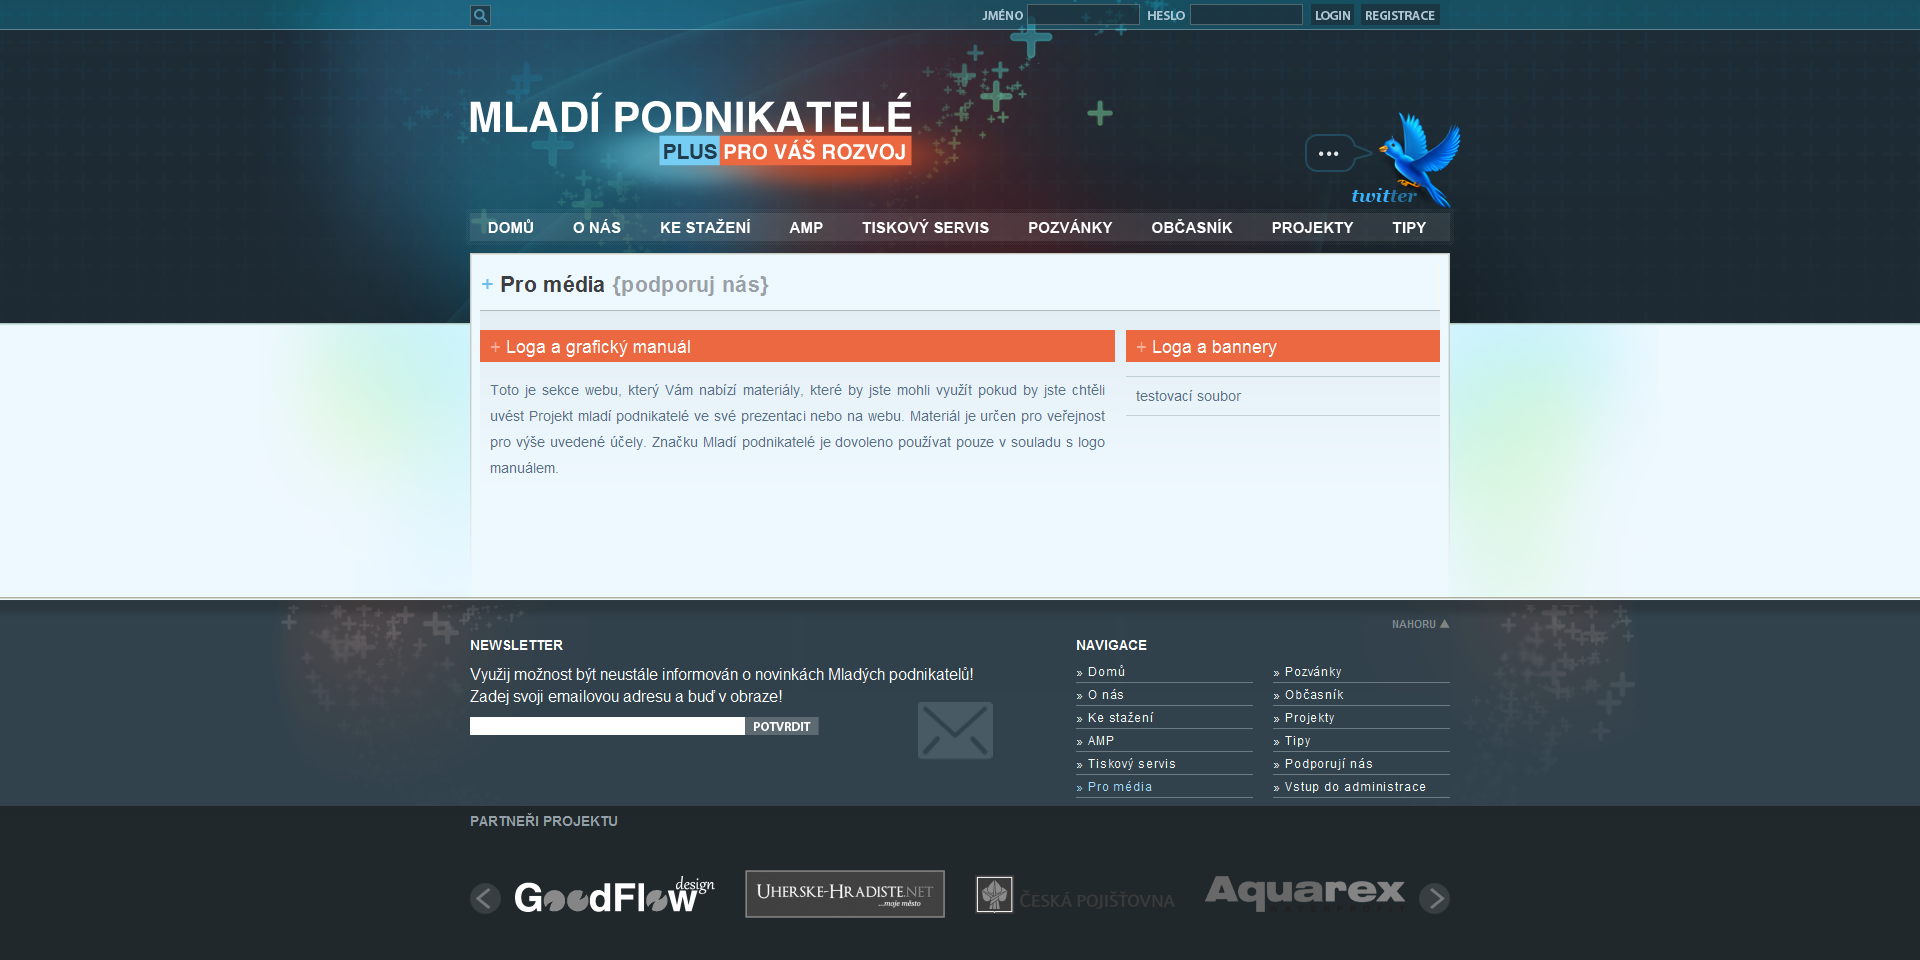 JMÉNO HESLO LOGIN REGISTRACE
MLADÍ PODNIKATELÉ
PLUS PRO VÁŠ ROZVOJ
...
twitter
DOMŮ O NÁS KE STAŽENÍ AMP TISKOVÝ SERVIS POZVÁNKY OBČASNÍK PROJEKTY TIPY
+ Pro média {podporuj nás}
+ Loga a grafický manuál
Toto je sekce webu, který Vám nabízí materiály, které by jste mohli využít pokud by jste chtěli
uvést Projekt mladí podnikatelé ve své prezentaci nebo na webu. Materiál je určen pro veřejnost
pro výše uvedené účely. Značku Mladí podnikatelé je dovoleno používat pouze v souladu s logo
manuálem.
+ Loga a bannery
testovací soubor
NAHORU ▲
NEWSLETTER
Využij možnost být neustále informován o novinkách Mladých podnikatelů!
Zadej svoji emailovou adresu a buď v obraze!
POTVRDIT
NAVIGACE
» Domů
» O nás
» Ke stažení
» AMP
» Tiskový servis
» Pro média
» Pozvánky
» Občasník
» Projekty
» Tipy
» Podporují nás
» Vstup do administrace
PARTNEŘI PROJEKTU
GoodFlow design
UHERSKE-HRADISTE.NET
...moje město
ČESKÁ POJIŠŤOVNA
Aquarex